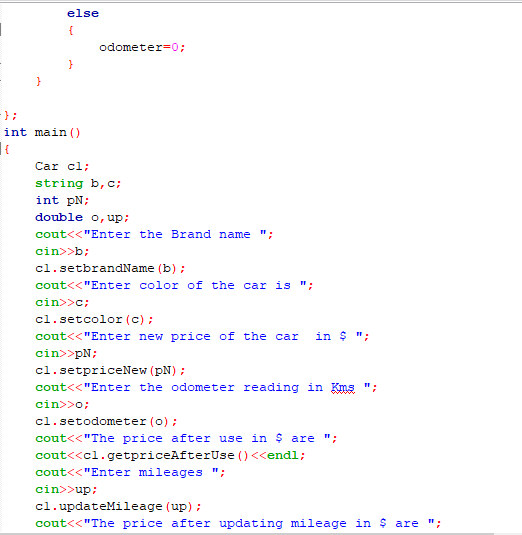 else
{
odometer=0;
}
}
};
int main()
{
Car c1;
string b,c;
int pN;
double o,up;
cout<<"Enter the Brand name ";
cin>>b;
c1.setbrandName(b);
cout<<"Enter color of the car is ";
cin>>c;
c1.setcolor(c);
cout<<"Enter new price of the car  in $ ";
cin>>pN;
c1.setpriceNew(pN);
cout<<"Enter the odometer reading in Kms ";
cin>>o;
c1.setodometer(o);
cout<<"The price after use in $ are ";
cout<<c1.getpriceAfterUse()<<endl;
cout<<"Enter mileages ";
cin>>up;
c1.updateMileage(up);
cout<<"The price after updating mileage in $ are ";